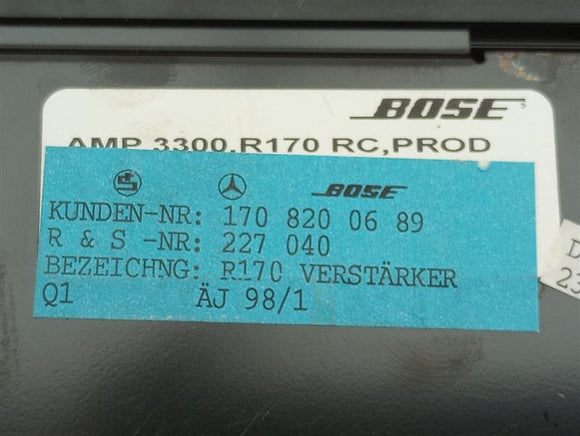 BOSE
AMP 3300,R170 RC,PROD
BOSE
KUNDEN-NR: 170 820 06 89
R & S -NR: 227 040
BEZEICHNG: R170 VERSTÄRKER
Q1 ÄJ 98/1
D
23